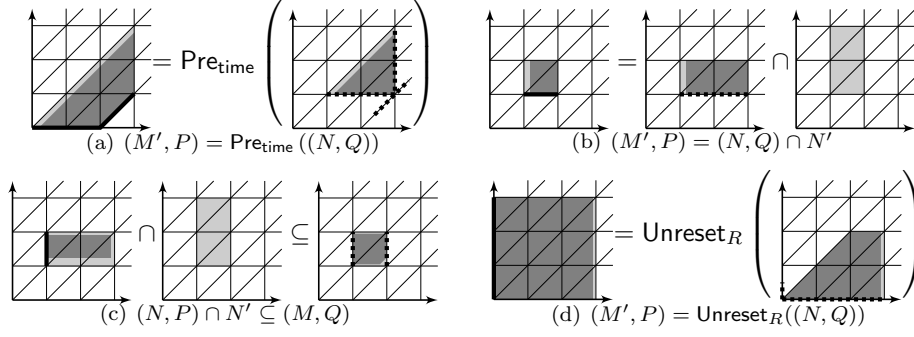 = Pre_time ( )
= ∩
(a) (M′, P) = Pre_time ((N, Q))
(b) (M′, P) = (N, Q) ∩ N′
∩ ⊆
= Unreset_R ( )
(c) (N, P) ∩ N′ ⊆ (M, Q)
(d) (M′, P) = Unreset_R((N, Q))